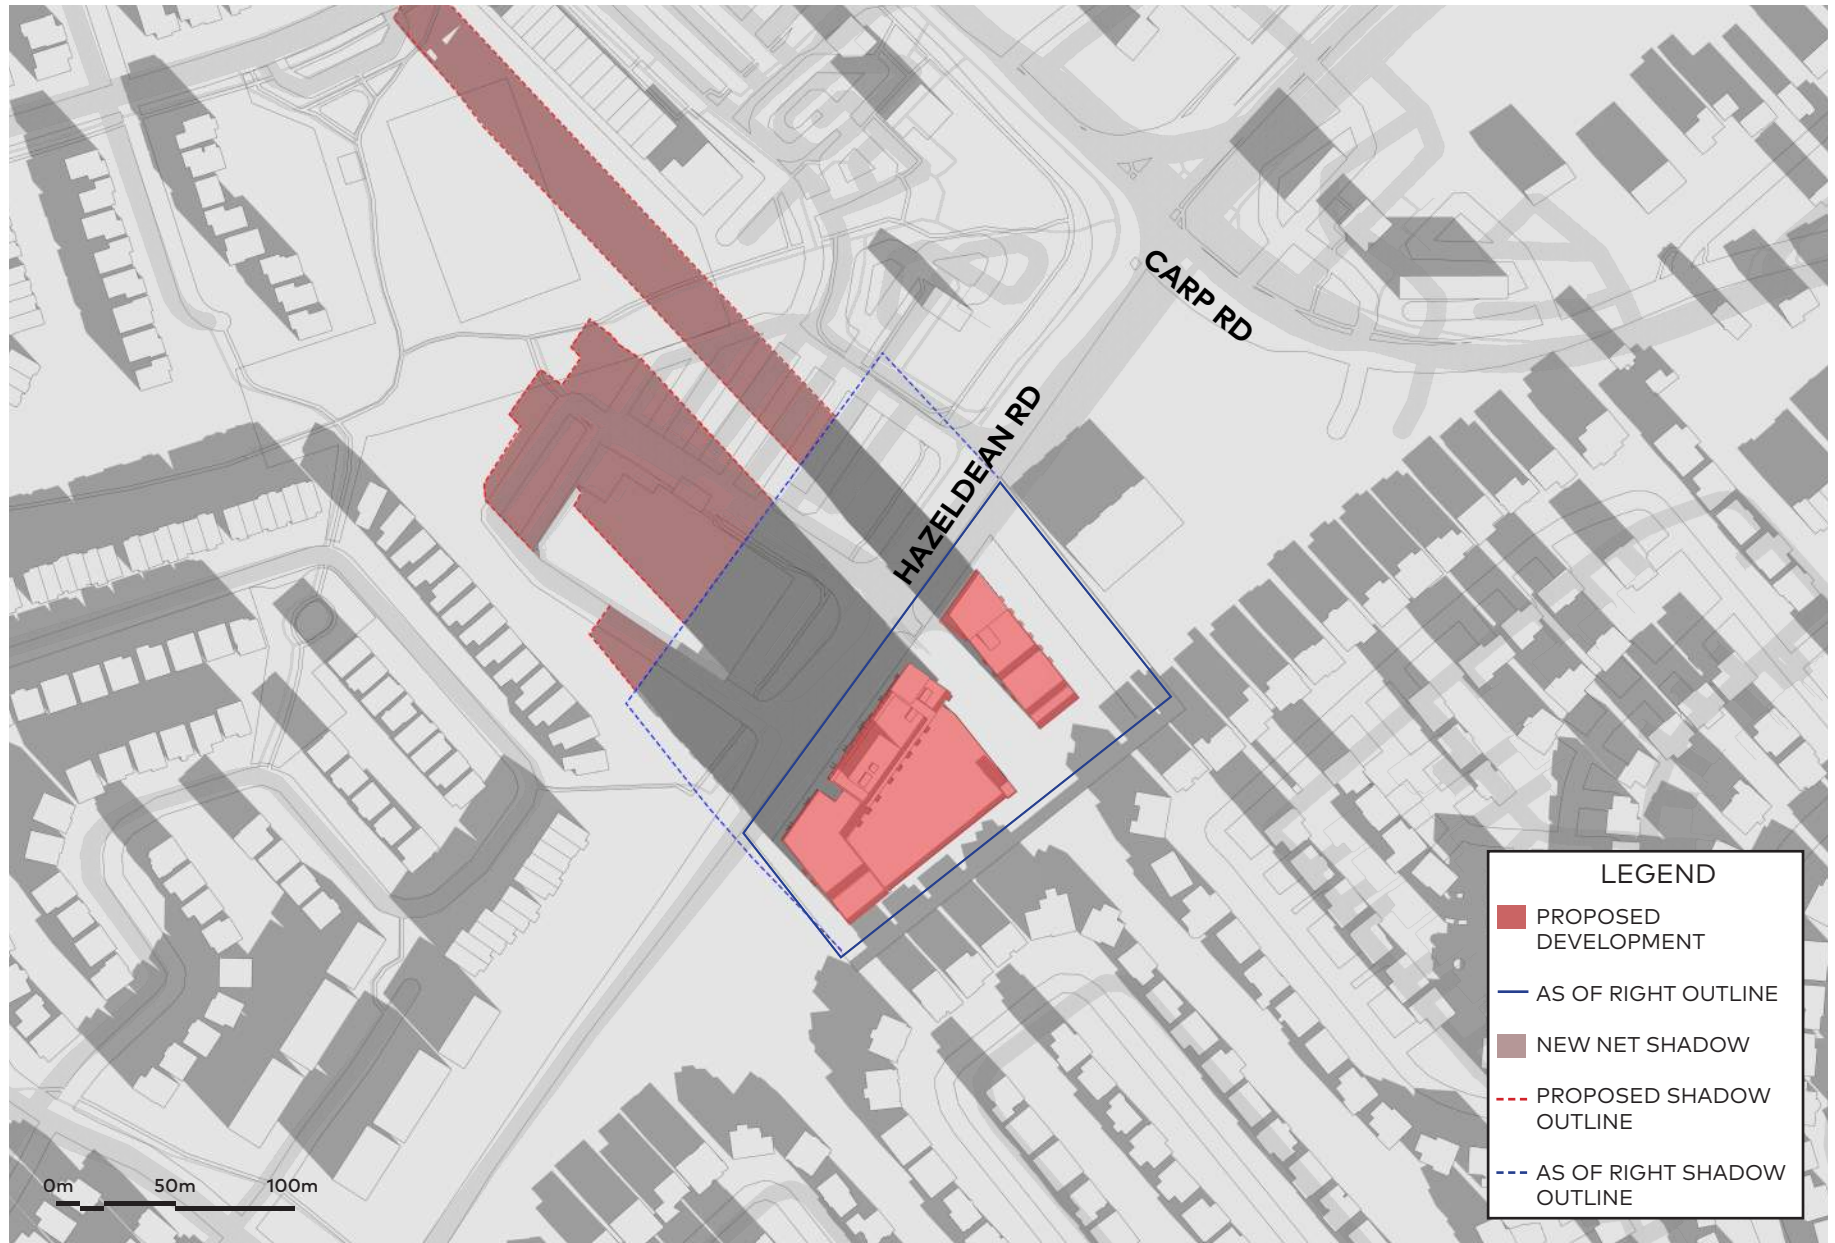 CARP RD
HAZELDEAN RD
LEGEND
PROPOSED
DEVELOPMENT
AS OF RIGHT OUTLINE
NEW NET SHADOW
PROPOSED SHADOW
OUTLINE
AS OF RIGHT SHADOW
OUTLINE
0m 50m 100m